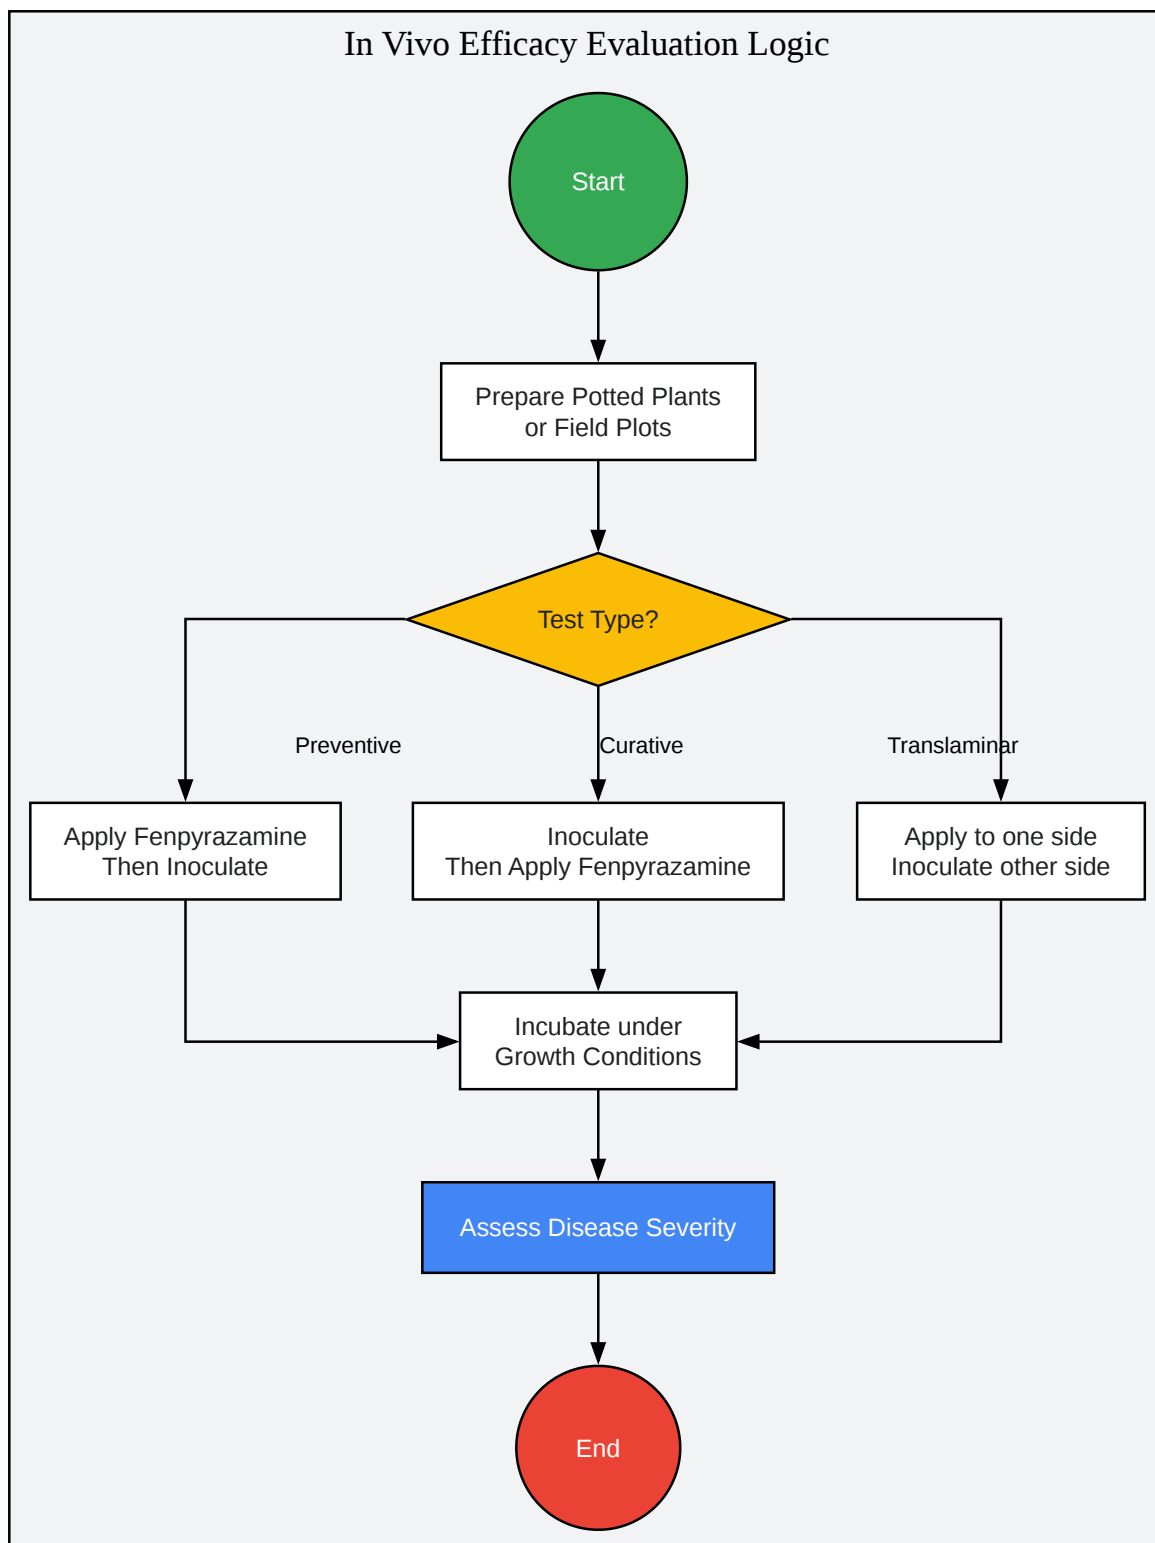 In Vivo Efficacy Evaluation Logic
Start
Prepare Potted Plants
or Field Plots
Test Type?
Preventive
Curative
Translaminar
Apply Fenpyrazamine
Then Inoculate
Inoculate
Then Apply Fenpyrazamine
Apply to one side
Inoculate other side
Incubate under
Growth Conditions
Assess Disease Severity
End